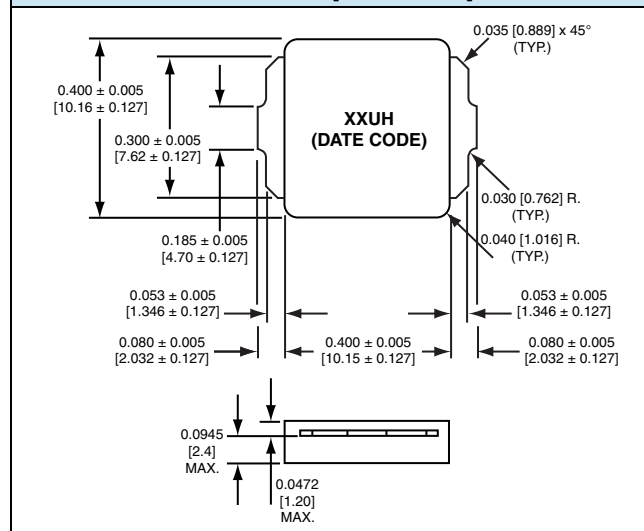 0.035 [0.889] x 45°
(TYP.)
0.400 ± 0.005
[10.16 ± 0.127]
0.300 ± 0.005
[7.62 ± 0.127]
XXUH
(DATE CODE)
0.030 [0.762] R.
(TYP.)
0.185 ± 0.005
[4.70 ± 0.127]
0.040 [1.016] R.
(TYP.)
0.053 ± 0.005
[1.346 ± 0.127]
0.053 ± 0.005
[1.346 ± 0.127]
0.080 ± 0.005
[2.032 ± 0.127]
0.400 ± 0.005
[10.15 ± 0.127]
0.080 ± 0.005
[2.032 ± 0.127]
0.0945
[2.4]
MAX.
0.0472
[1.20]
MAX.